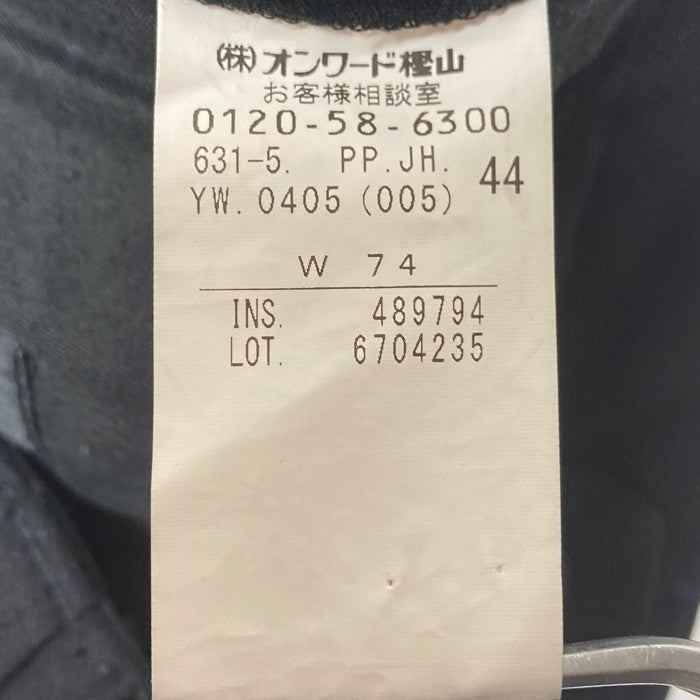 (株)オンワード樫山
お客様相談室
0120-58-6300
631-5. PP.JH. 44
YW. 0405 (005)
W 74
INS. 489794
LOT. 6704235